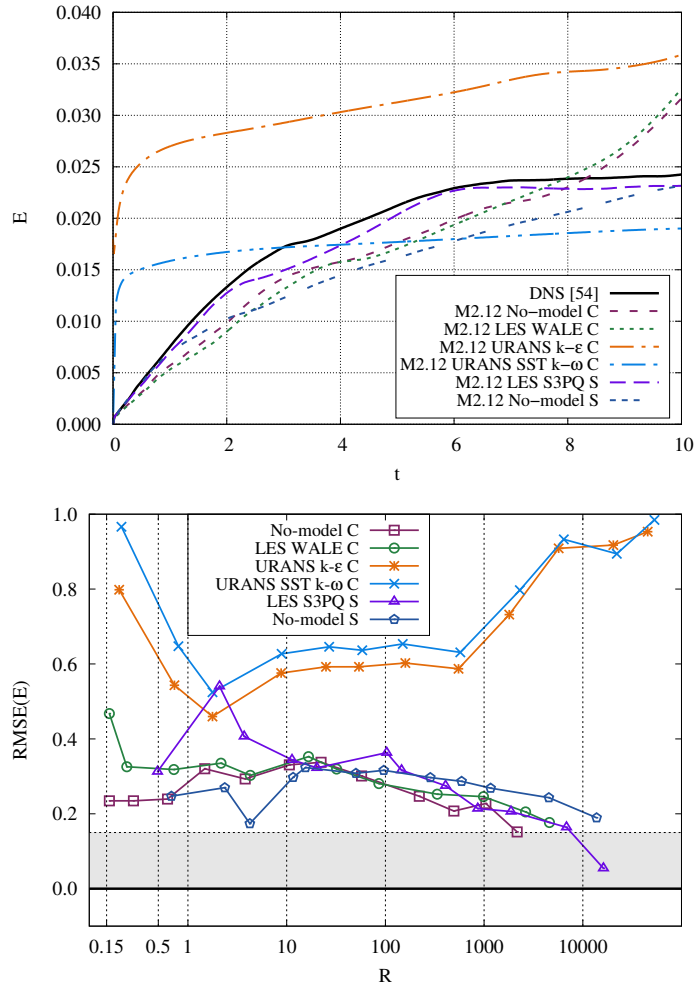 0.040
0.035
0.030
0.025
0.020
0.015
0.010
0.005
0.000
E
DNS [54]
M2.12 No−model C
M2.12 LES WALE C
M2.12 URANS k−ε C
M2.12 URANS SST k−ω C
M2.12 LES S3PQ S
M2.12 No−model S
0 2 4 6 8 10
t
1.0
0.8
0.6
0.4
0.2
0.0
RMSE(E)
No-model C
LES WALE C
URANS k-ε C
URANS SST k-ω C
LES S3PQ S
No-model S
0.15 0.5 1 10 100 1000 10000
R